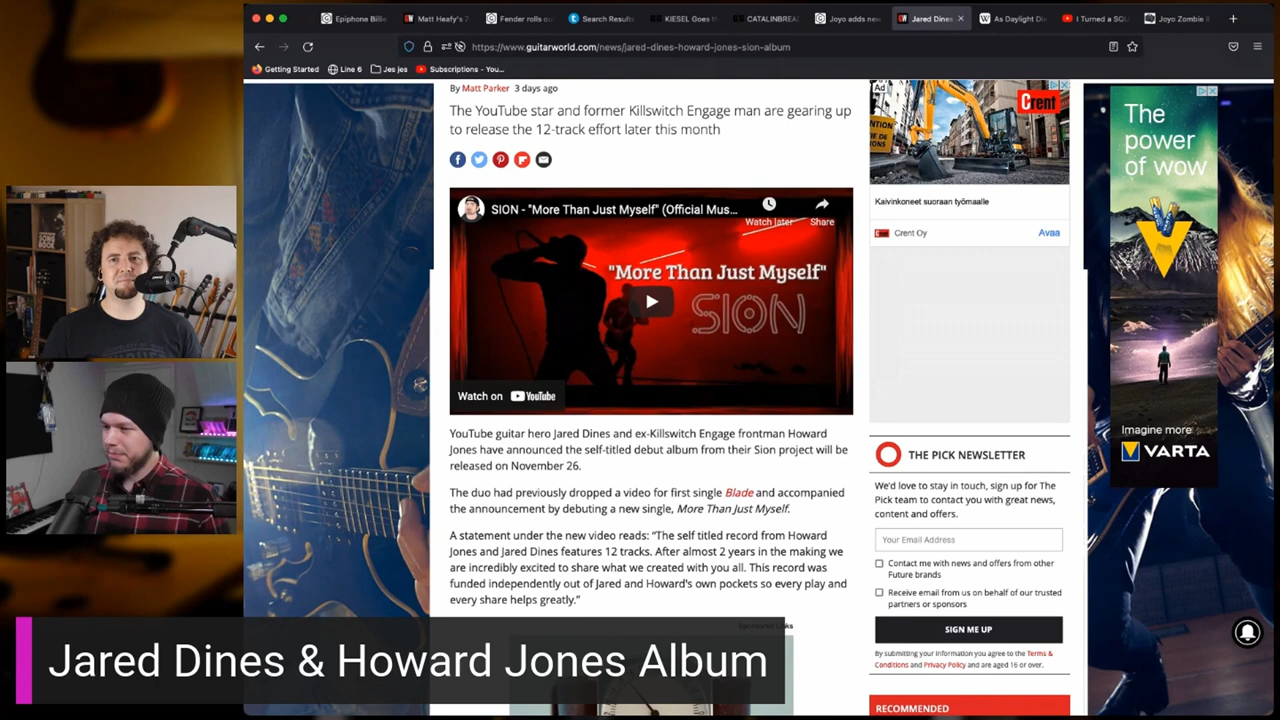 Epiphone Billie
Matt Heafy's 7
Fender rolls ou
Search Results
KIESEL Goes th
CATALINBREAD
Joyo adds new
Jared Dines
As Daylight Di
I Turned a SQU
Joyo Zombie II
https://www.guitarworld.com/news/jared-dines-howard-jones-sion-album
Getting Started
Line 6
Jes jes
Subscriptions - You...
By Matt Parker 3 days ago
The YouTube star and former Killswitch Engage man are gearing up
to release the 12-track effort later this month
SION - "More Than Just Myself" (Official Mus...
Watch later
Share
"More Than Just Myself"
SION
Watch on YouTube
YouTube guitar hero Jared Dines and ex-Killswitch Engage frontman Howard
Jones have announced the self-titled debut album from their Sion project will be
released on November 26.
The duo had previously dropped a video for first single Blade and accompanied
the announcement by debuting a new single, More Than Just Myself.
A statement under the new video reads: “The self titled record from Howard
Jones and Jared Dines features 12 tracks. After almost 2 years in the making we
are incredibly excited to share what we created with you all. This record was
funded independently out of Jared and Howard's own pockets so every play and
every share helps greatly.”
Sponsored Links
Ad
Crent
Kaivinkoneet suoraan työmaalle
Crent Oy
Avaa
THE PICK NEWSLETTER
We'd love to stay in touch, sign up for The
Pick team to contact you with great news,
content and offers.
Your Email Address
Contact me with news and offers from other
Future brands
Receive email from us on behalf of our trusted
partners or sponsors
SIGN ME UP
By submitting your information you agree to the Terms &
Conditions and Privacy Policy and are aged 16 or over.
RECOMMENDED
The
power
of wow
Imagine more
VARTA
Jared Dines & Howard Jones Album